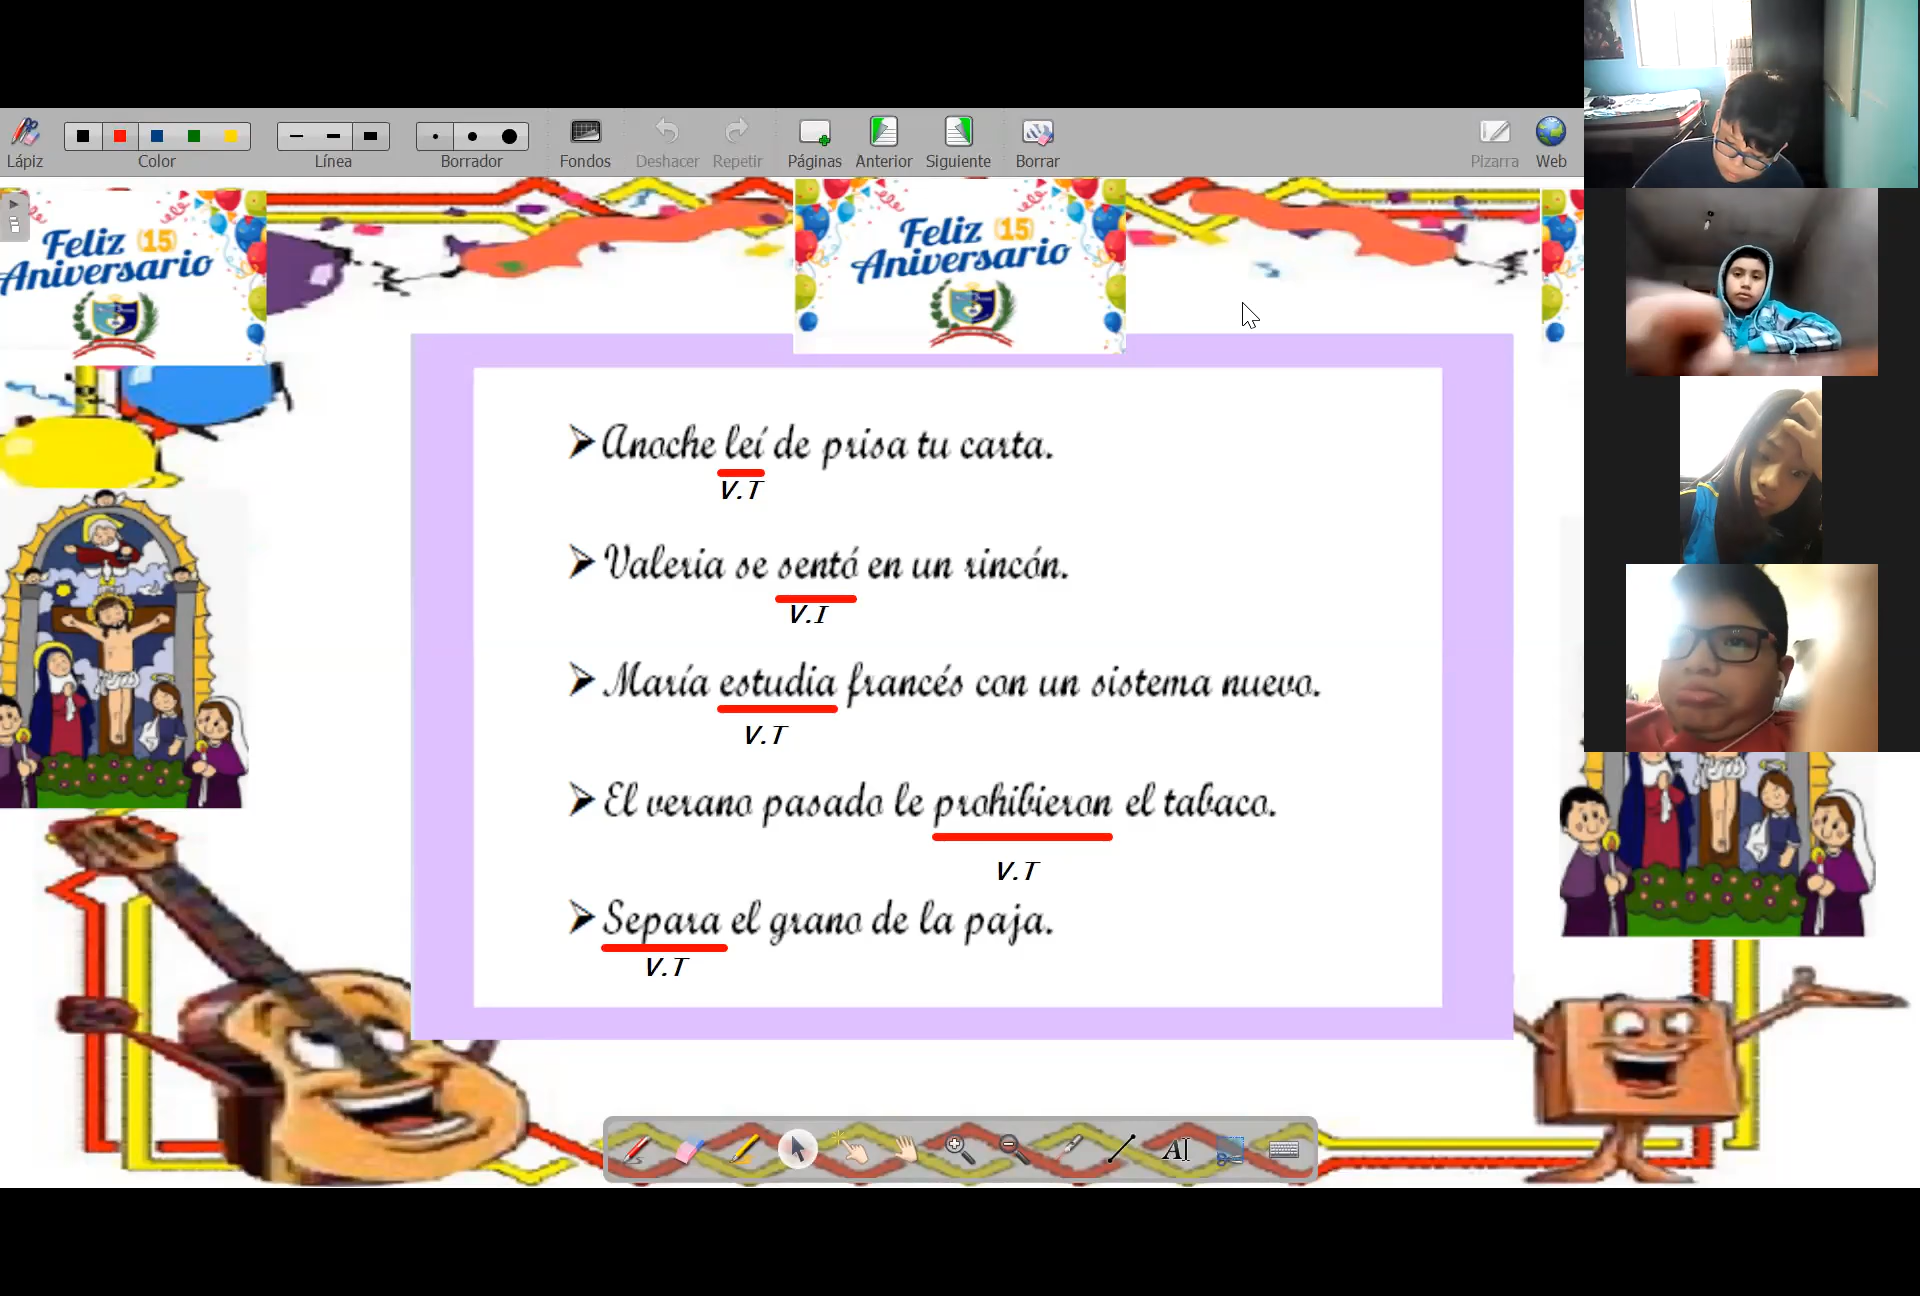 Lápiz
Color
Línea
Borrador
Fondos
Deshacer
Repetir
Páginas
Anterior
Siguiente
Borrar
Pizarra
Web
Feliz 15
Aniversario
Feliz 15
Aniversario
Anoche leí de prisa tu carta.
V.T
Valeria se sentó en un rincón.
V.I
María estudia francés con un sistema nuevo.
V.T
El verano pasado le prohibieron el tabaco.
V.T
Separa el grano de la paja.
V.T